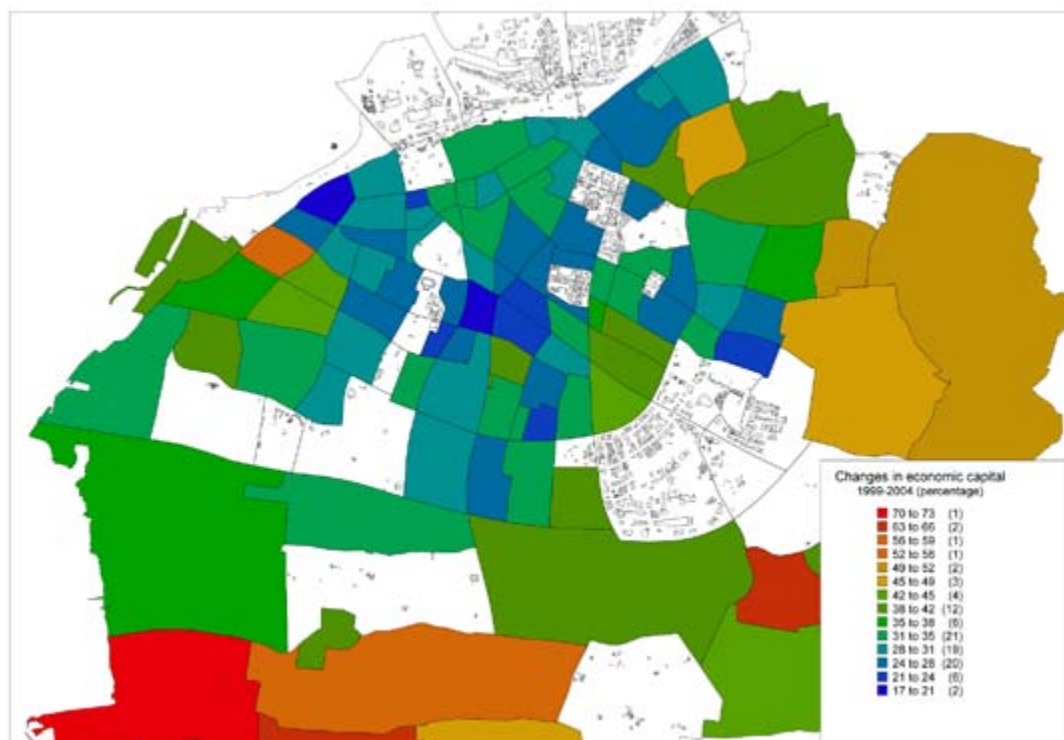 Changes in economic capital
1999-2004 (percentage)
70 to 73 (1)
63 to 66 (2)
56 to 59 (1)
52 to 56 (1)
49 to 52 (2)
45 to 49 (3)
42 to 45 (4)
38 to 42 (12)
35 to 38 (6)
31 to 35 (21)
28 to 31 (19)
24 to 28 (20)
21 to 24 (6)
17 to 21 (2)